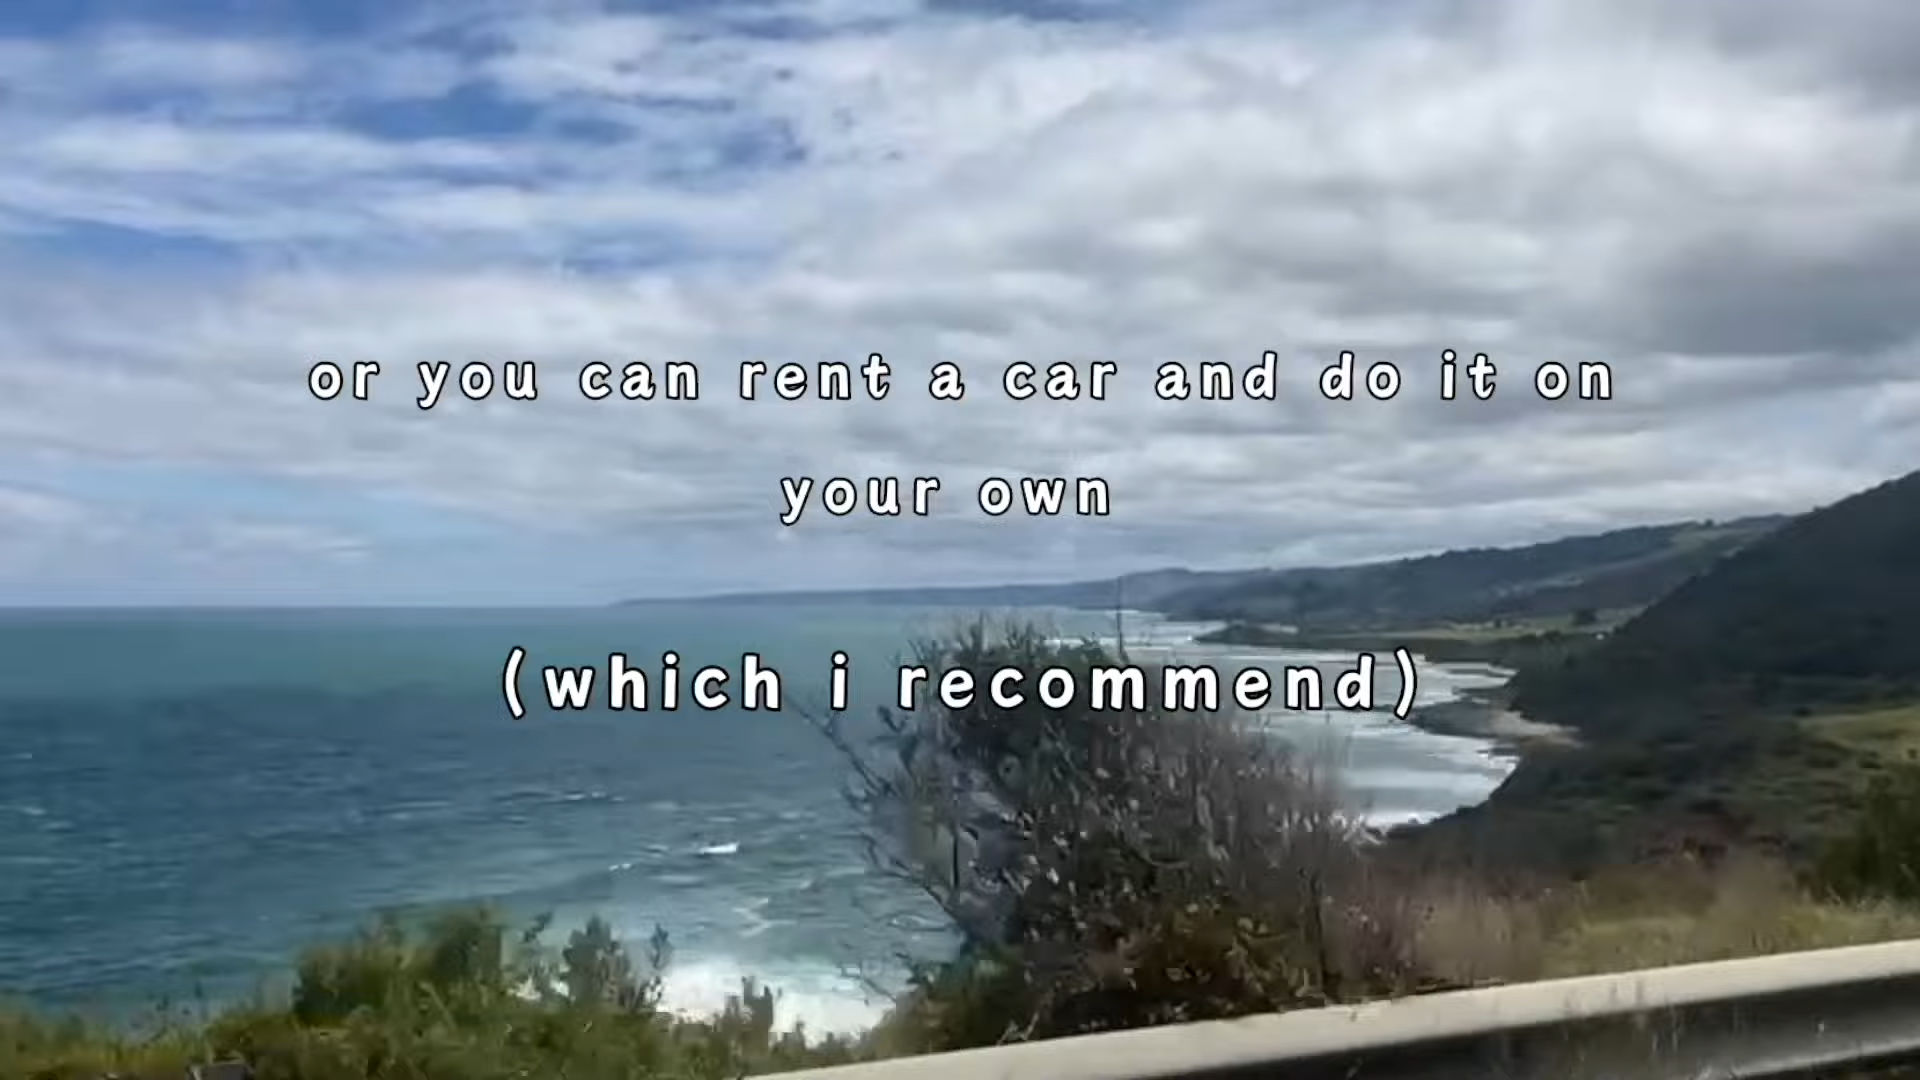 or you can rent a car and do it on
your own
(which i recommend)